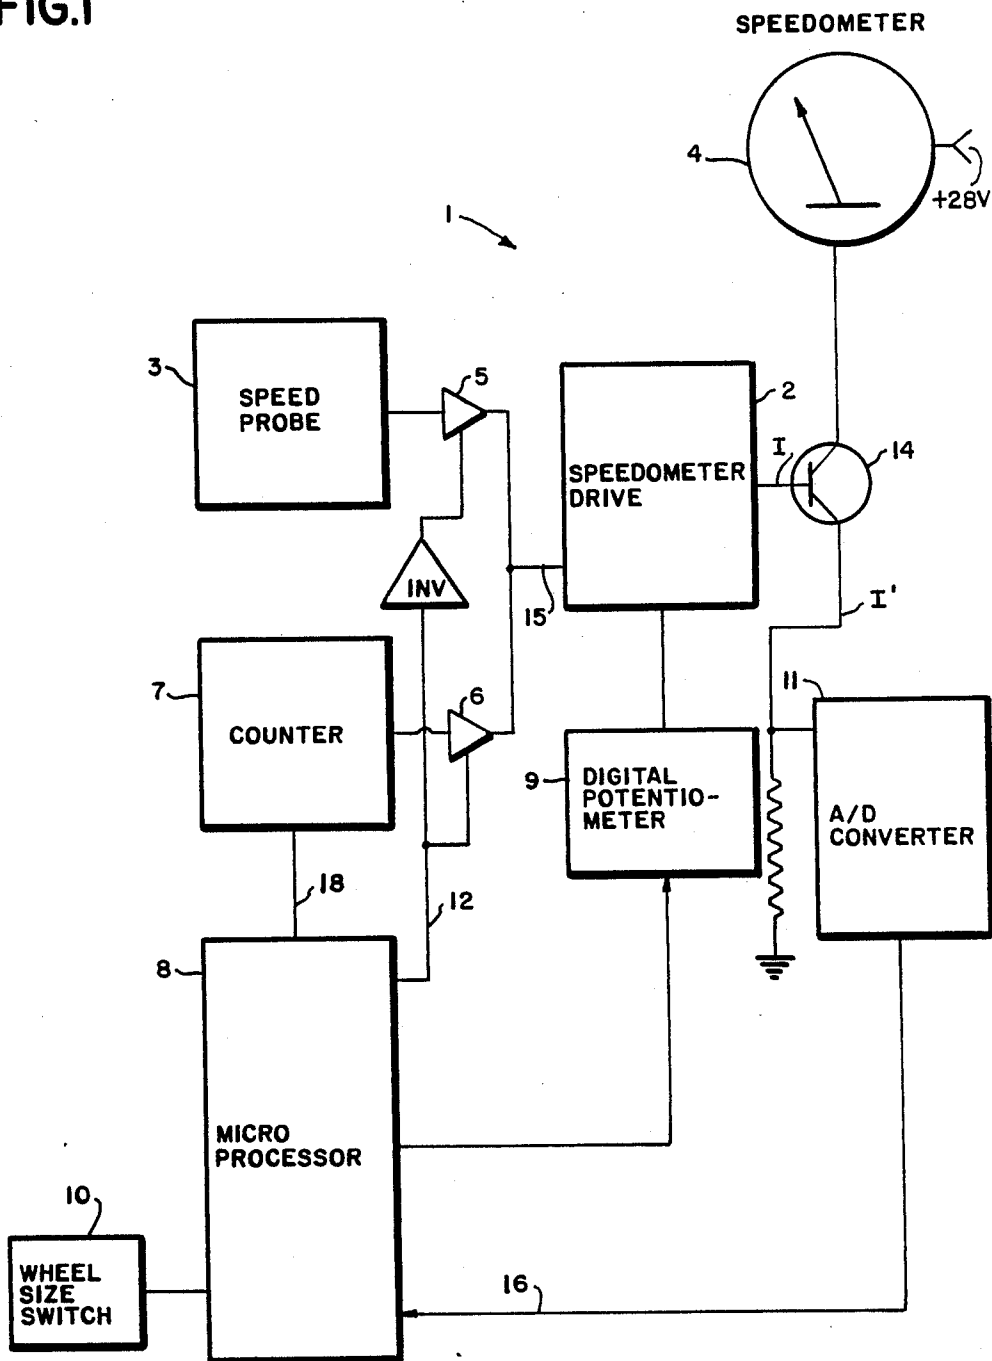 FIG.1
SPEEDOMETER
4
+28V
1
3
SPEED
PROBE
5
2
SPEEDOMETER
DRIVE
I
14
INV
15
I'
7
COUNTER
6
11
9
DIGITAL
POTENTIO-
METER
A/D
CONVERTER
18
12
8
MICRO
PROCESSOR
10
WHEEL
SIZE
SWITCH
16